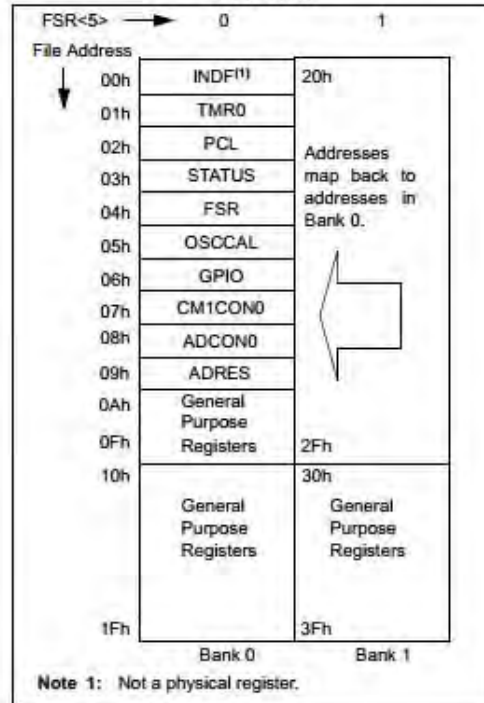 FSR<5> 0 1
File Address
00h INDF(1) 20h
01h TMR0
02h PCL
03h STATUS
04h FSR
05h OSCCAL
06h GPIO
07h CM1CON0
08h ADCON0
09h ADRES
Addresses
map back to
addresses in
Bank 0.
0Ah General
Purpose
0Fh Registers 2Fh
10h 30h
General
Purpose
Registers
General
Purpose
Registers
1Fh 3Fh
Bank 0 Bank 1
Note 1: Not a physical register.